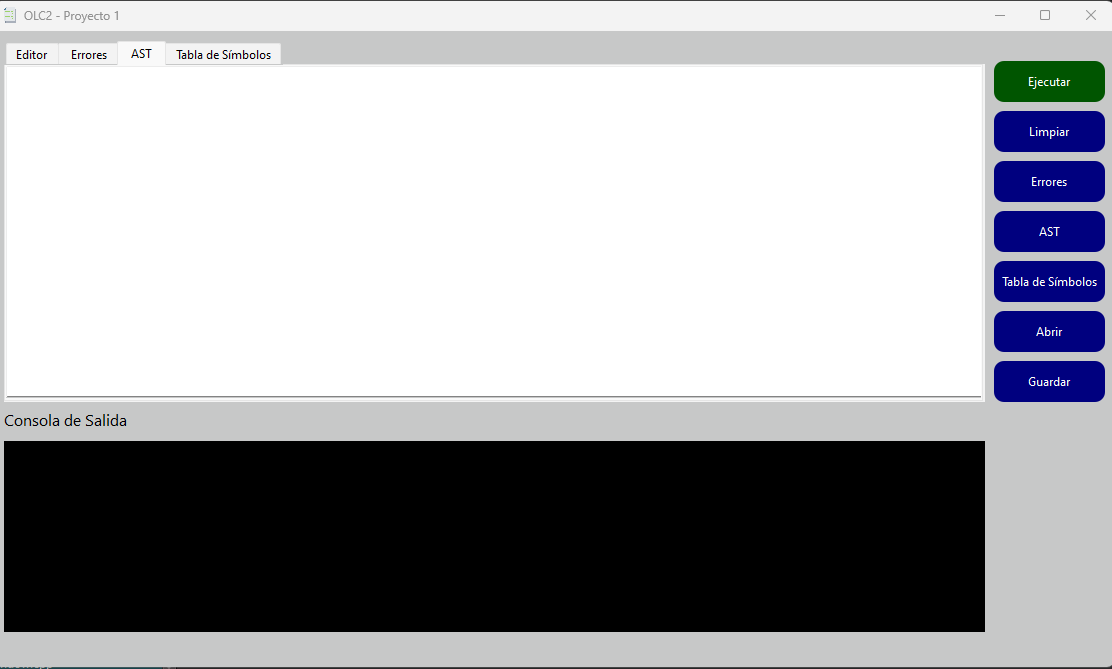 OLC2 - Proyecto 1
Editor Errores AST Tabla de Símbolos
Ejecutar
Limpiar
Errores
AST
Tabla de Símbolos
Abrir
Guardar
Consola de Salida